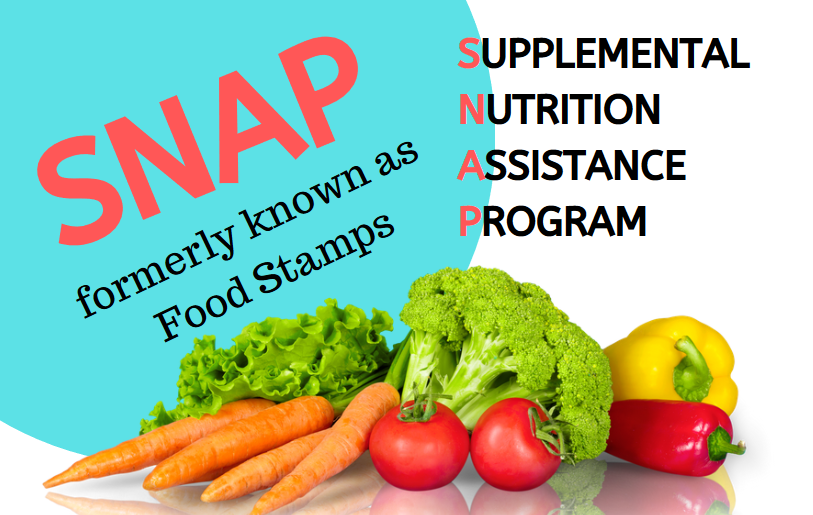 SNAP
formerly known as
Food Stamps
SUPPLEMENTAL
NUTRITION
ASSISTANCE
PROGRAM